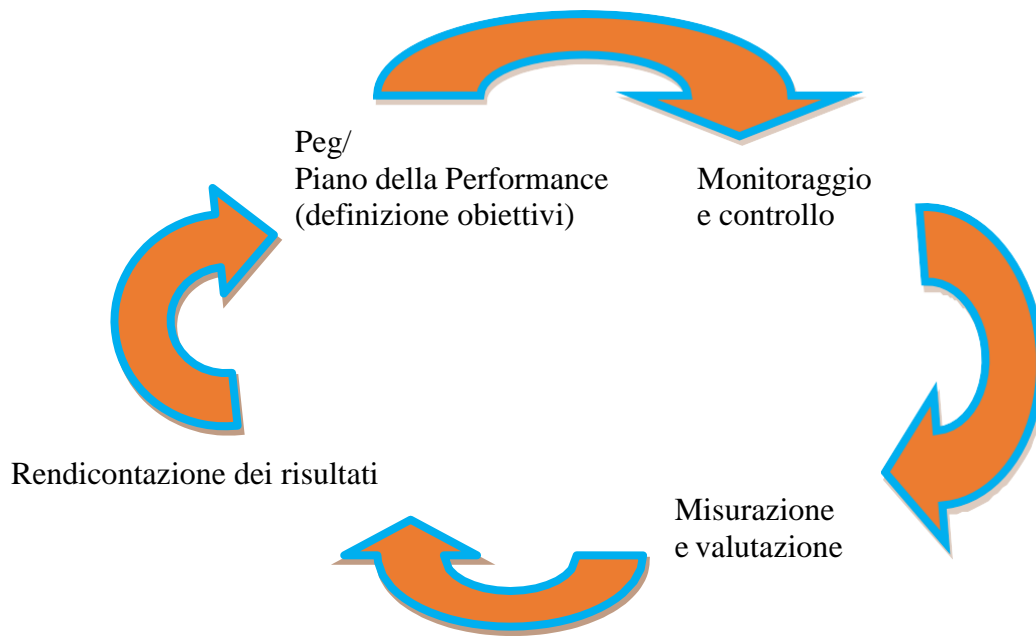 Peg/
Piano della Performance
(definizione obiettivi)
Monitoraggio
e controllo
Rendicontazione dei risultati
Misurazione
e valutazione